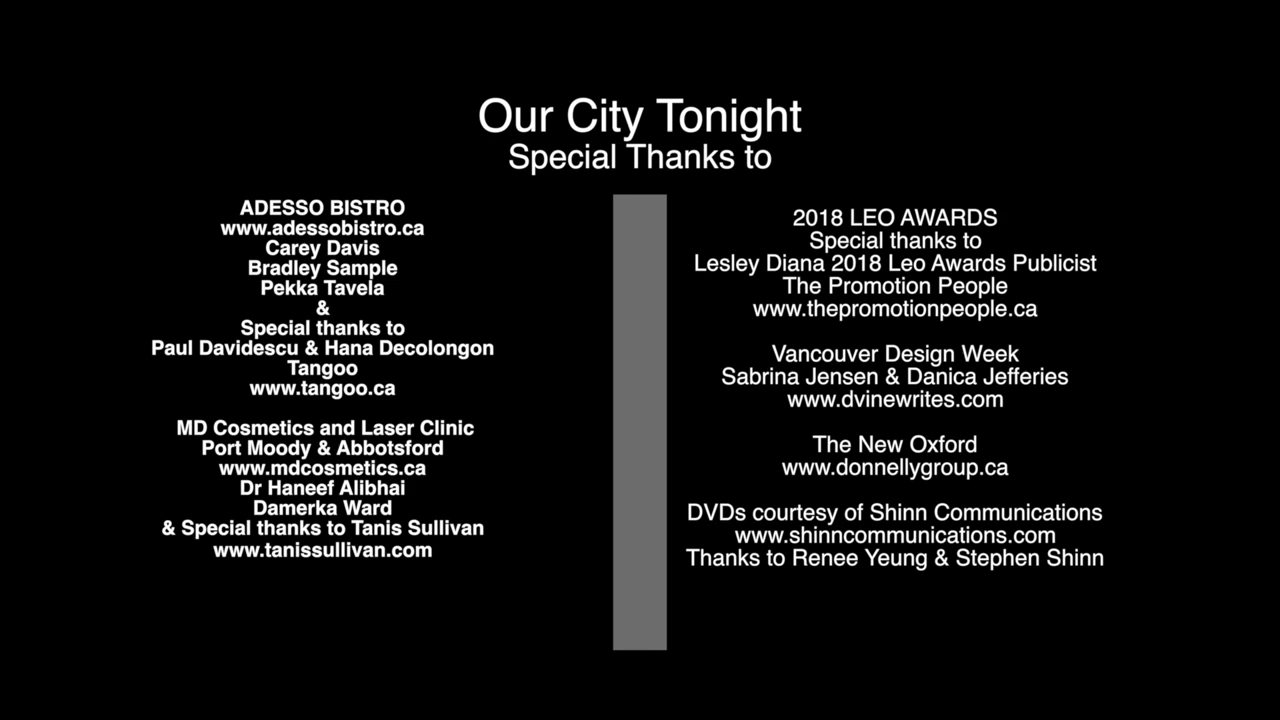 Our City Tonight
Special Thanks to
ADESSO BISTRO
www.adessobistro.ca
Carey Davis
Bradley Sample
Pekka Tavela
&
Special thanks to
Paul Davidescu & Hana Decolongon
Tangoo
www.tangoo.ca
MD Cosmetics and Laser Clinic
Port Moody & Abbotsford
www.mdcosmetics.ca
Dr Haneef Alibhai
Damerka Ward
& Special thanks to Tanis Sullivan
www.tanissullivan.com
2018 LEO AWARDS
Special thanks to
Lesley Diana 2018 Leo Awards Publicist
The Promotion People
www.thepromotionpeople.ca
Vancouver Design Week
Sabrina Jensen & Danica Jefferies
www.dvinewrites.com
The New Oxford
www.donnellygroup.ca
DVDs courtesy of Shinn Communications
www.shinncommunications.com
Thanks to Renee Yeung & Stephen Shinn